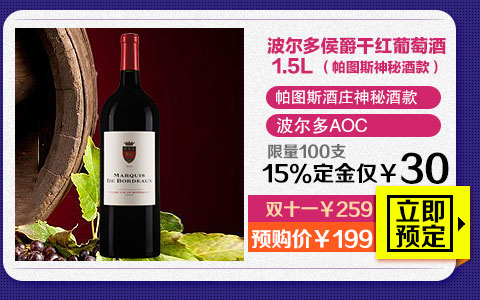 波尔多侯爵干红葡萄酒
1.5L（帕图斯神秘酒款）
帕图斯酒庄神秘酒款
波尔多AOC
限量100支
15%定金仅￥30
双十一￥259
预购价￥199
立即
预定
MARQUIS
DE BORDEAUX